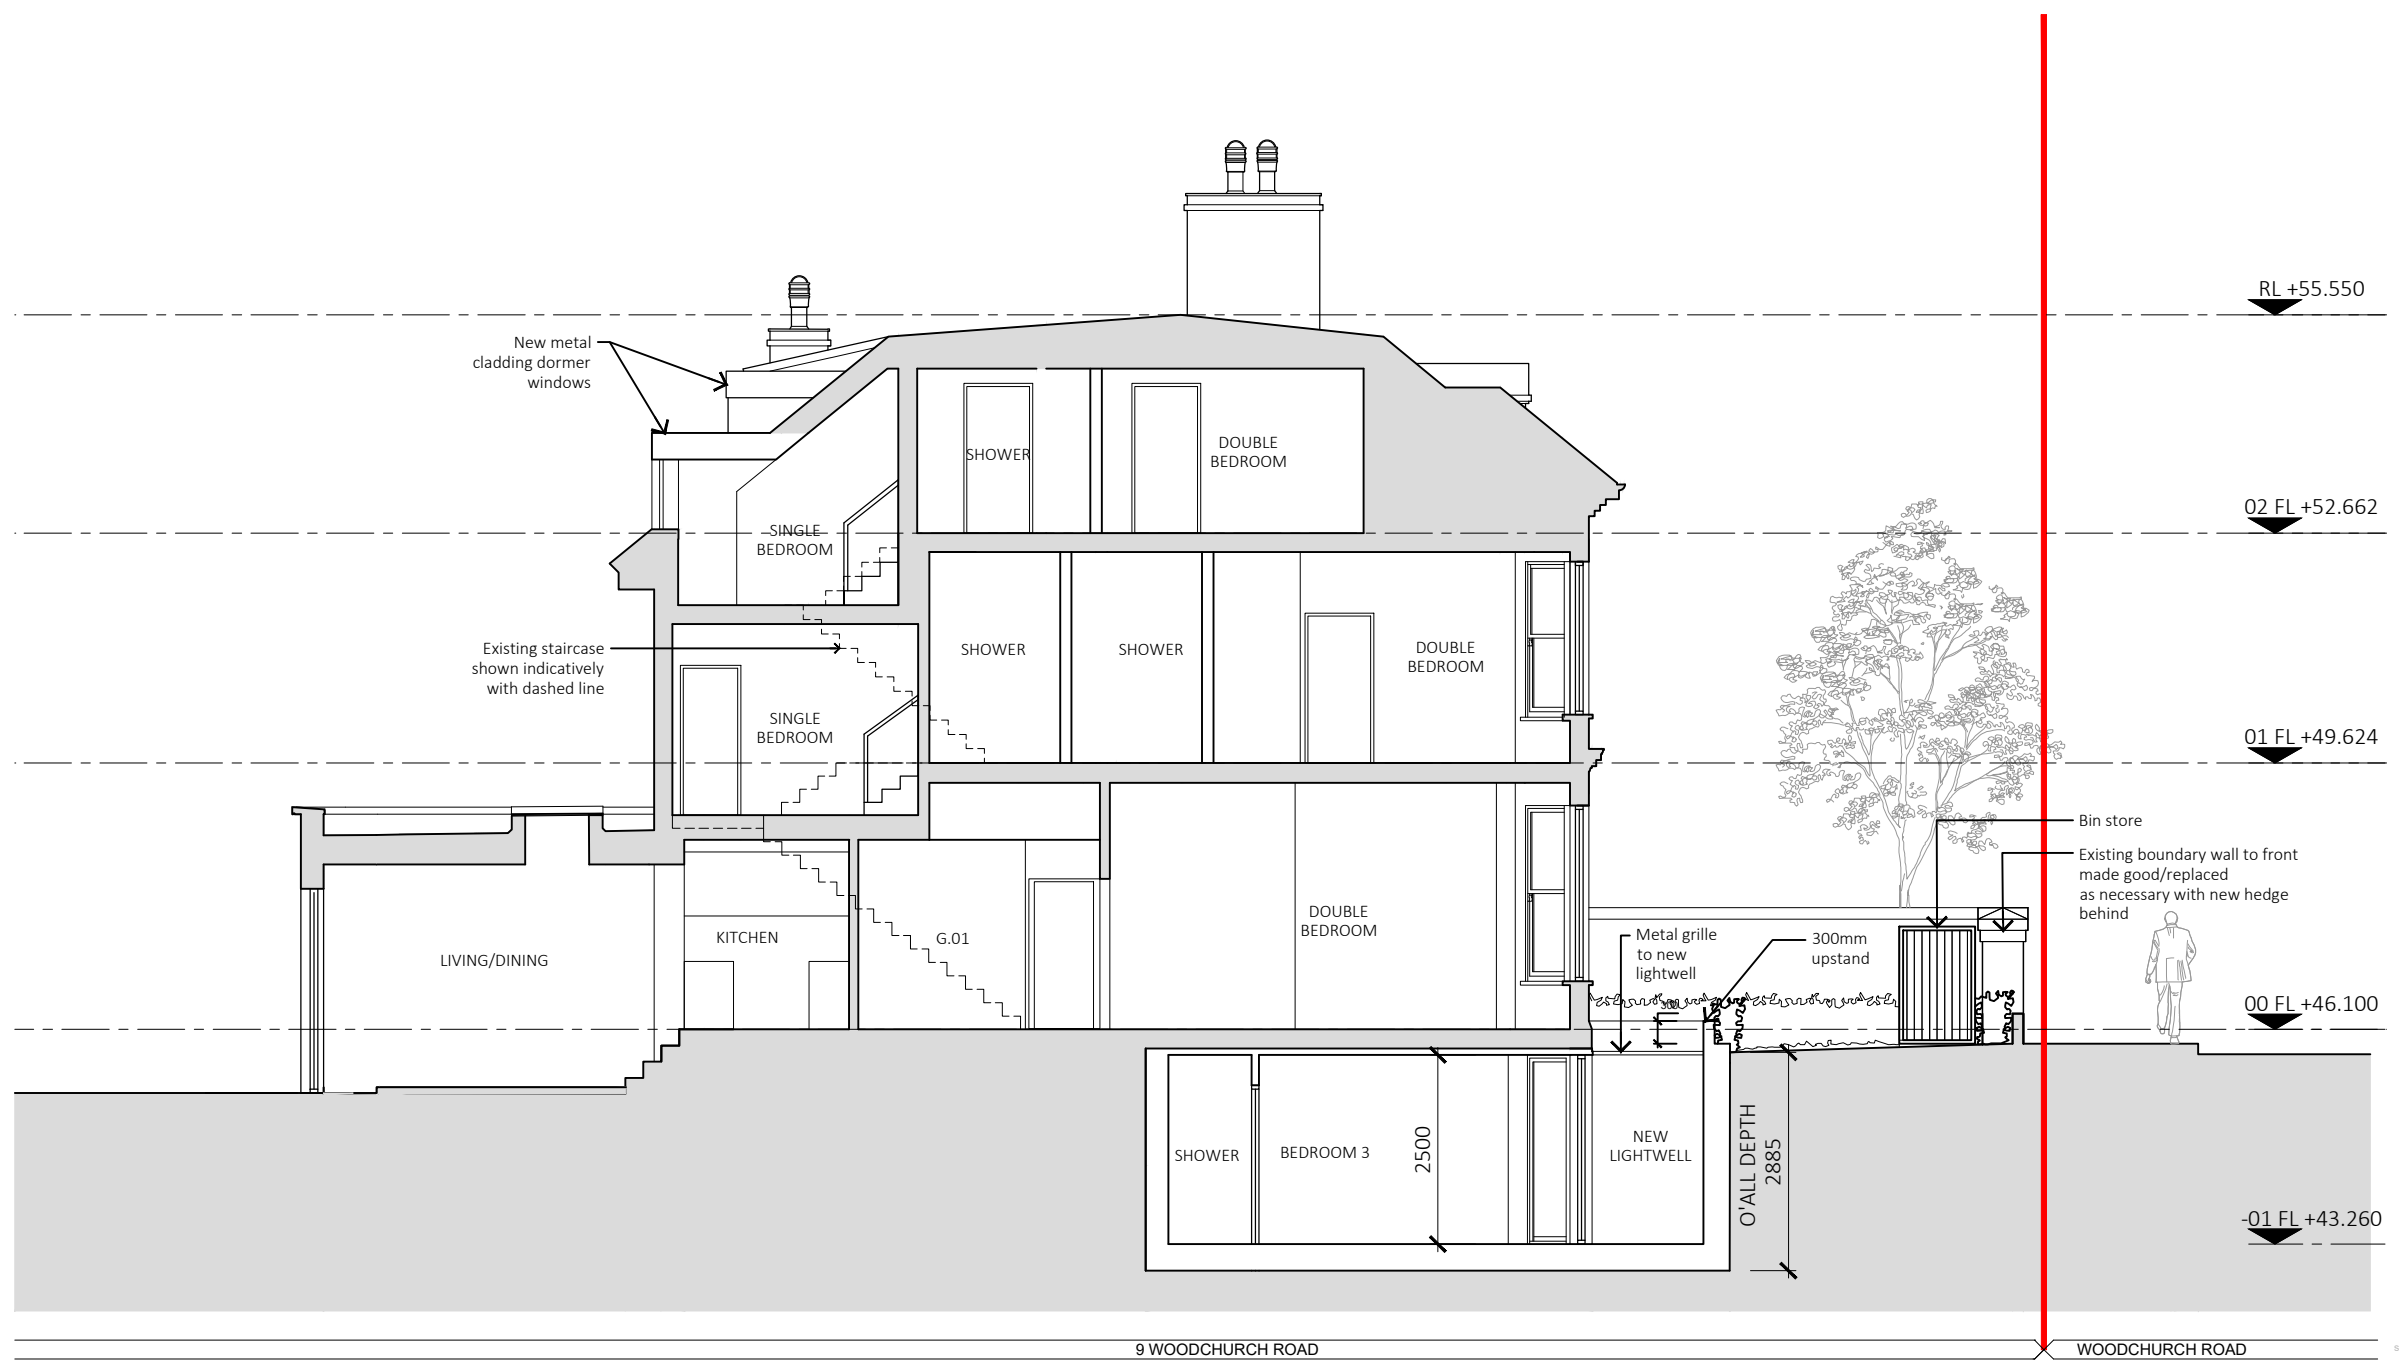 RL +55.550
New metal
cladding dormer
windows
SHOWER
DOUBLE
BEDROOM
02 FL +52.662
SINGLE
BEDROOM
Existing staircase
shown indicatively
with dashed line
SHOWER
SHOWER
DOUBLE
BEDROOM
SINGLE
BEDROOM
01 FL +49.624
Bin store
Existing boundary wall to front
made good/replaced
as necessary with new hedge
behind
LIVING/DINING
KITCHEN
G.01
DOUBLE
BEDROOM
Metal grille
to new
lightwell
300mm
upstand
300
00 FL +46.100
SHOWER
BEDROOM 3
2500
NEW
LIGHTWELL
O'ALL DEPTH
2885
-01 FL +43.260
9 WOODCHURCH ROAD
WOODCHURCH ROAD